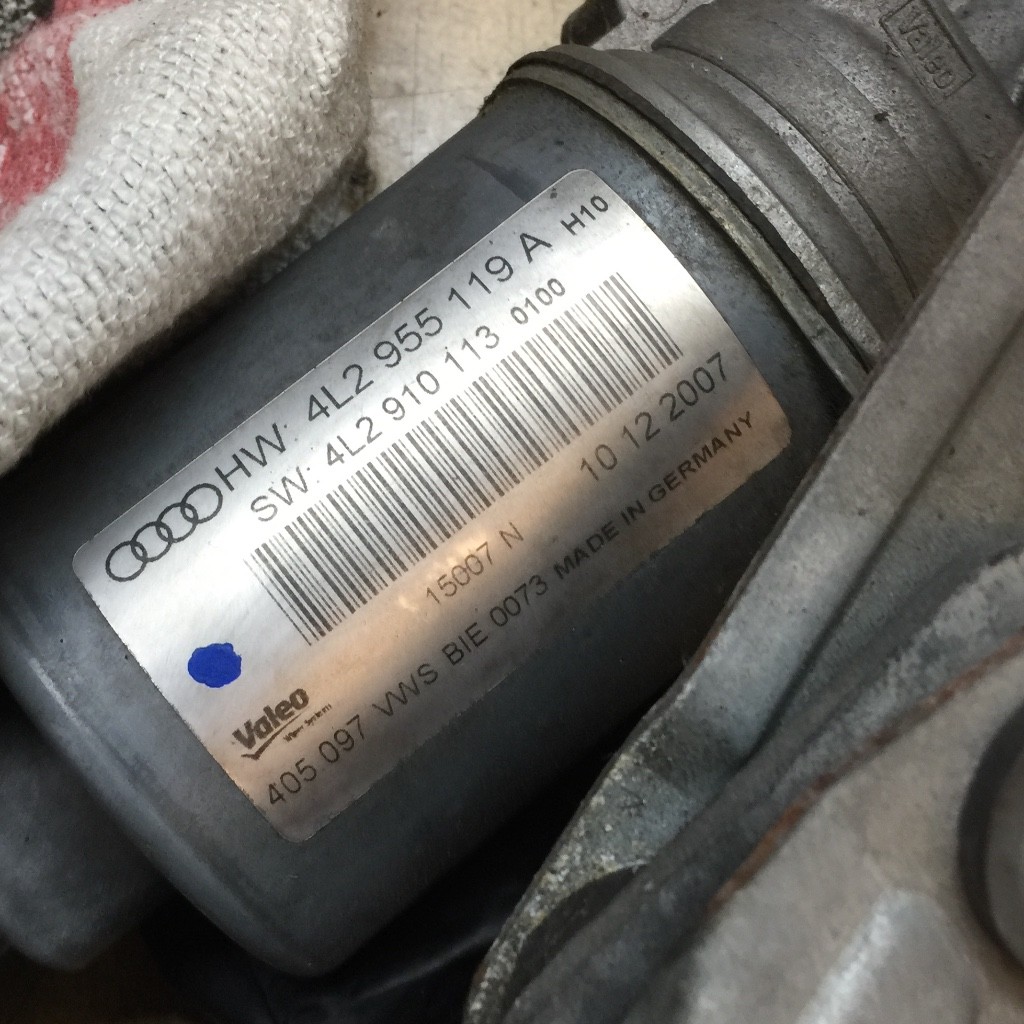 Valeo
HW: 4L2 955 119 A H10
SW: 4L2 910 113 0100
10 12 2007
15007 N
Valeo
405 097 VWS BIE 0073 MADE IN GERMANY